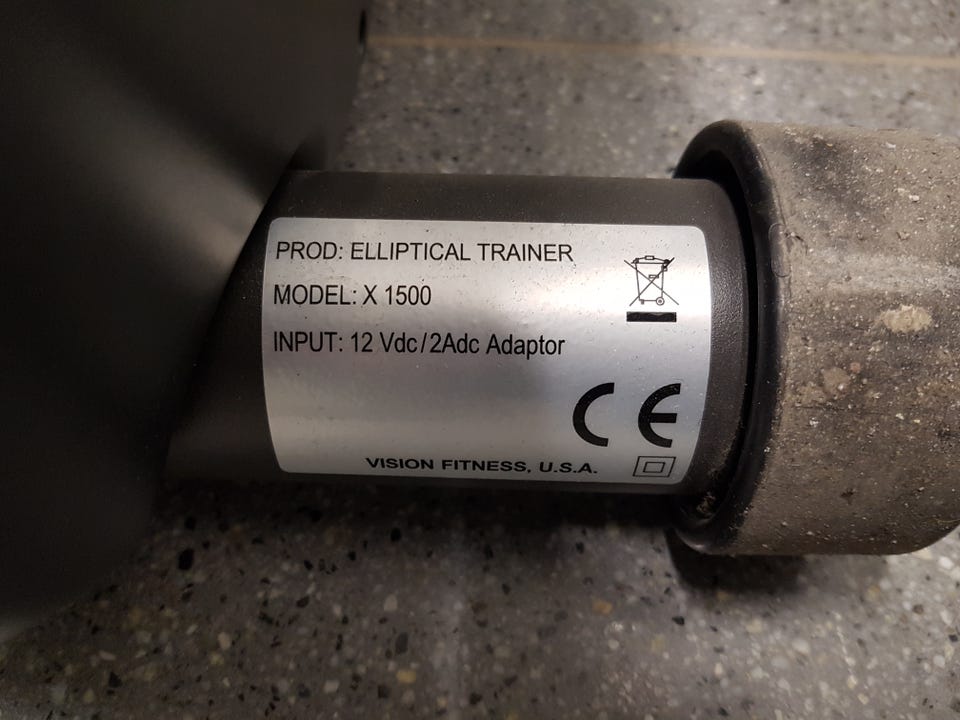 PROD: ELLIPTICAL TRAINER
MODEL: X 1500
INPUT: 12 Vdc/2Adc Adaptor
CE
VISION FITNESS, U.S.A.